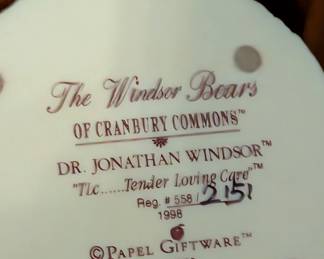 The Windsor Bears
OF CRANBURY COMMONS™
DR. JONATHAN WINDSOR™
"TLC......Tender Loving Care"™
Reg. # 558/2151
1998
©PAPEL GIFTWARE™